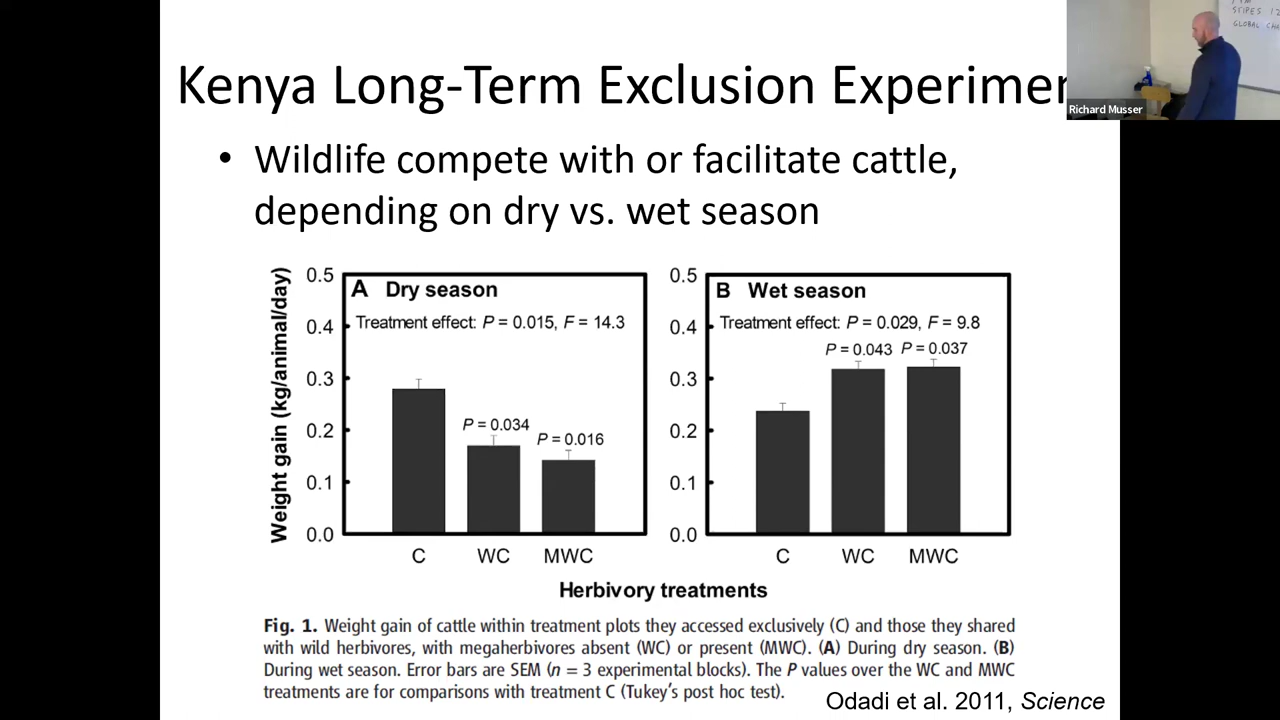 Kenya Long-Term Exclusion Experimen
STIPES
GLOBAL
Richard Musser
• Wildlife compete with or facilitate cattle,
depending on dry vs. wet season
Weight gain (kg/animal/day)
0.5
0.4
0.3
0.2
0.1
0.0
A Dry season
Treatment effect: P = 0.015, F = 14.3
P = 0.034
P = 0.016
C WC MWC
0.5
0.4
0.3
0.2
0.1
0.0
B Wet season
Treatment effect: P = 0.029, F = 9.8
P = 0.043 P = 0.037
C WC MWC
Herbivory treatments
Fig. 1. Weight gain of cattle within treatment plots they accessed exclusively (C) and those they shared
with wild herbivores, with megaherbivores absent (WC) or present (MWC). (A) During dry season. (B)
During wet season. Error bars are SEM (n = 3 experimental blocks). The P values over the WC and MWC
treatments are for comparisons with treatment C (Tukey's post hoc test).
Odadi et al. 2011, Science